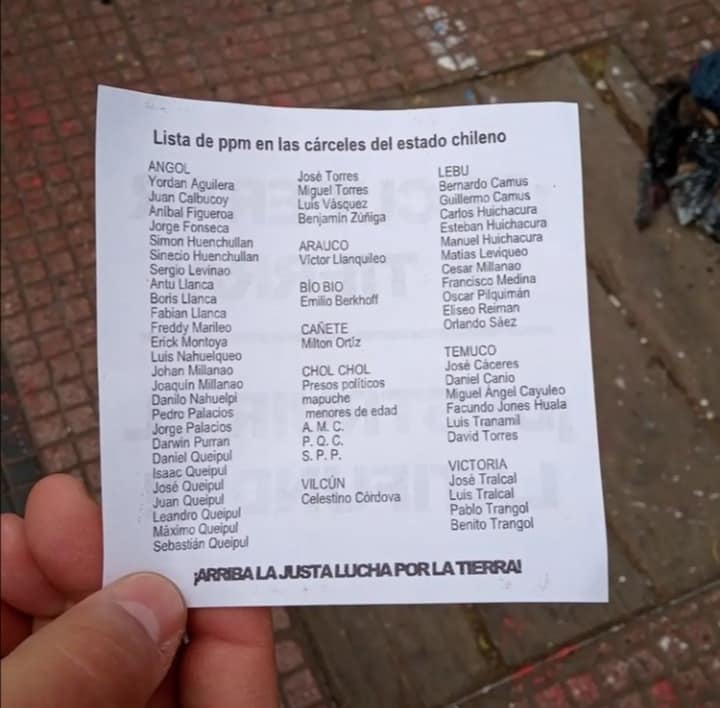 Lista de ppm en las cárceles del estado chileno
ANGOL
Yordan Aguilera
Juan Calbucoy
Aníbal Figueroa
Jorge Fonseca
Simon Huenchullan
Sinecio Huenchullan
Sergio Levinao
Antu Llanca
Boris Llanca
Fabian Llanca
Freddy Marileo
Erick Montoya
Luis Nahuelqueo
Johan Millanao
Joaquín Millanao
Danilo Nahuelpi
Pedro Palacios
Jorge Palacios
Darwin Purran
Daniel Queipul
Isaac Queipul
José Queipul
Juan Queipul
Leandro Queipul
Máximo Queipul
Sebastián Queipul
José Torres
Miguel Torres
Luis Vásquez
Benjamin Zúñiga
ARAUCO
Víctor Llanquileo
BÍO BIO
Emilio Berkhoff
CAÑETE
Milton Ortíz
CHOL CHOL
Presos políticos
mapuche
menores de edad
A. M. C.
P. Q. C.
S. P. P.
VILCÚN
Celestino Córdova
LEBU
Bernardo Camus
Guillermo Camus
Carlos Huichacura
Esteban Huichacura
Manuel Huichacura
Matías Leviqueo
Cesar Millanao
Francisco Medina
Oscar Pilquimán
Eliseo Reiman
Orlando Sáez
TEMUCO
José Cáceres
Daniel Canio
Miguel Ángel Cayuleo
Facundo Jones Huala
Luis Tranamil
David Torres
VICTORIA
José Tralcal
Luis Tralcal
Pablo Trangol
Benito Trangol
¡ARRIBA LA JUSTA LUCHA POR LA TIERRA!